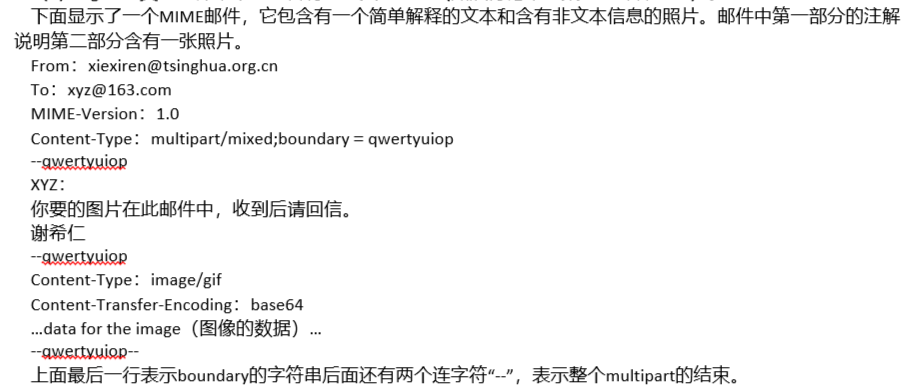 下面显示了一个MIME邮件，它包含有一个简单解释的文本和含有非文本信息的照片。邮件中第一部分的注解
说明第二部分含有一张照片。
From：xiexiren@tsinghua.org.cn
To：xyz@163.com
MIME-Version：1.0
Content-Type：multipart/mixed;boundary = qwertyuiop
--qwertyuiop
XYZ：
你要的图片在此邮件中，收到后请回信。
谢希仁
--qwertyuiop
Content-Type：image/gif
Content-Transfer-Encoding：base64
…data for the image（图像的数据）…
--qwertyuiop--
上面最后一行表示boundary的字符串后面还有两个连字符“--”，表示整个multipart的结束。